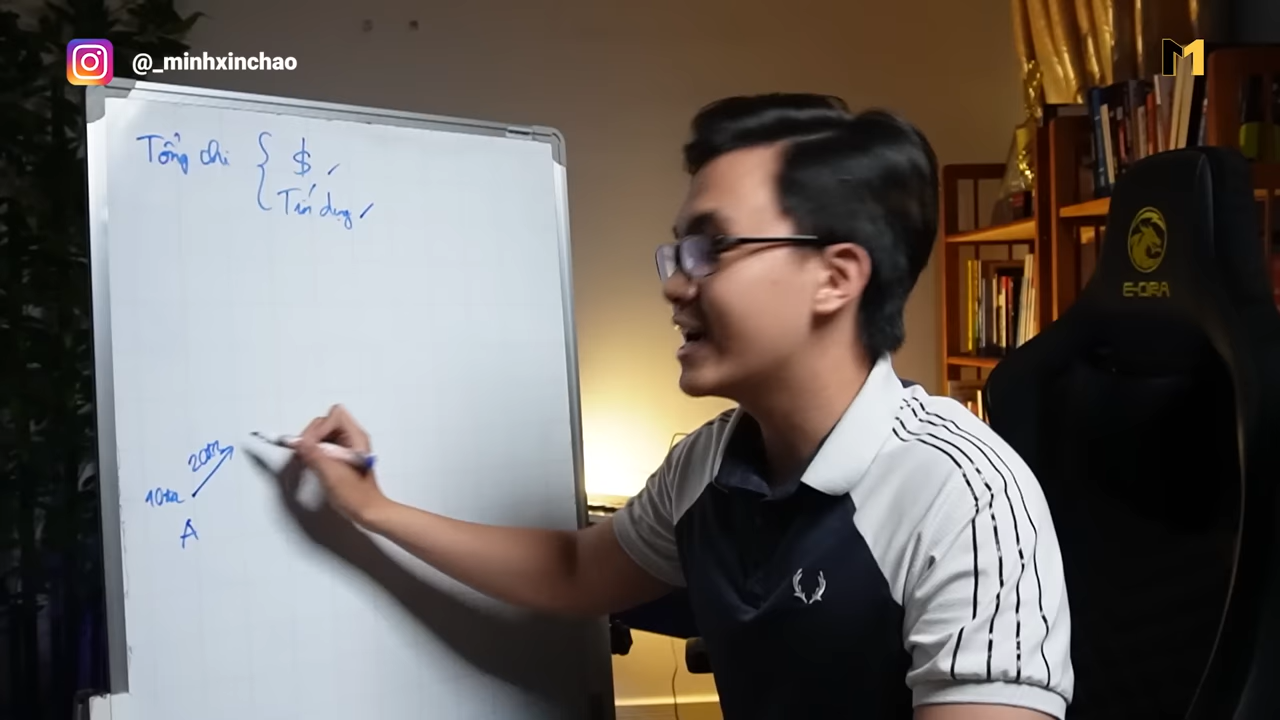 @_minhxinchao
Tổng chi { $ ✓
Tín dụng ✓
20tr
10tr
A
E-DRA